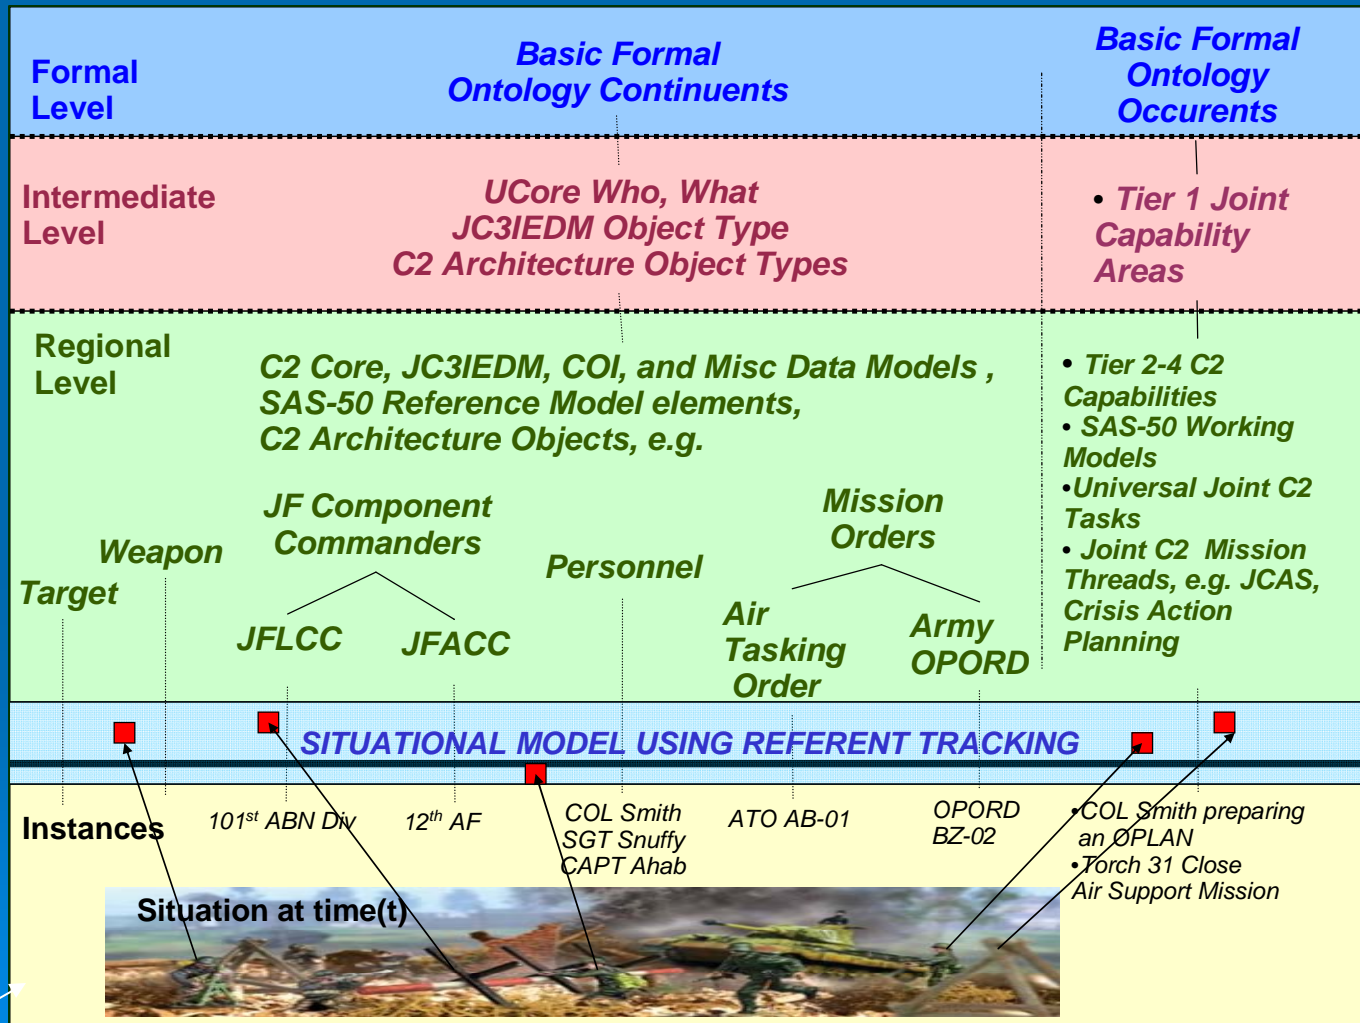 Formal
Level
Basic Formal
Ontology Continuents
Basic Formal
Ontology
Occurents
Intermediate
Level
UCore Who, What
JC3IEDM Object Type
C2 Architecture Object Types
• Tier 1 Joint
Capability
Areas
Regional
Level
C2 Core, JC3IEDM, COI, and Misc Data Models ,
SAS-50 Reference Model elements,
C2 Architecture Objects, e.g.
Target
Weapon
JF Component
Commanders
JFLCC
JFACC
Personnel
Mission
Orders
Air
Tasking
Order
Army
OPORD
• Tier 2-4 C2
Capabilities
• SAS-50 Working
Models
•Universal Joint C2
Tasks
• Joint C2 Mission
Threads, e.g. JCAS,
Crisis Action
Planning
SITUATIONAL MODEL USING REFERENT TRACKING
Instances
101st ABN Div
12th AF
COL Smith
SGT Snuffy
CAPT Ahab
ATO AB-01
OPORD
BZ-02
•COL Smith preparing
an OPLAN
•Torch 31 Close
Air Support Mission
Situation at time(t)